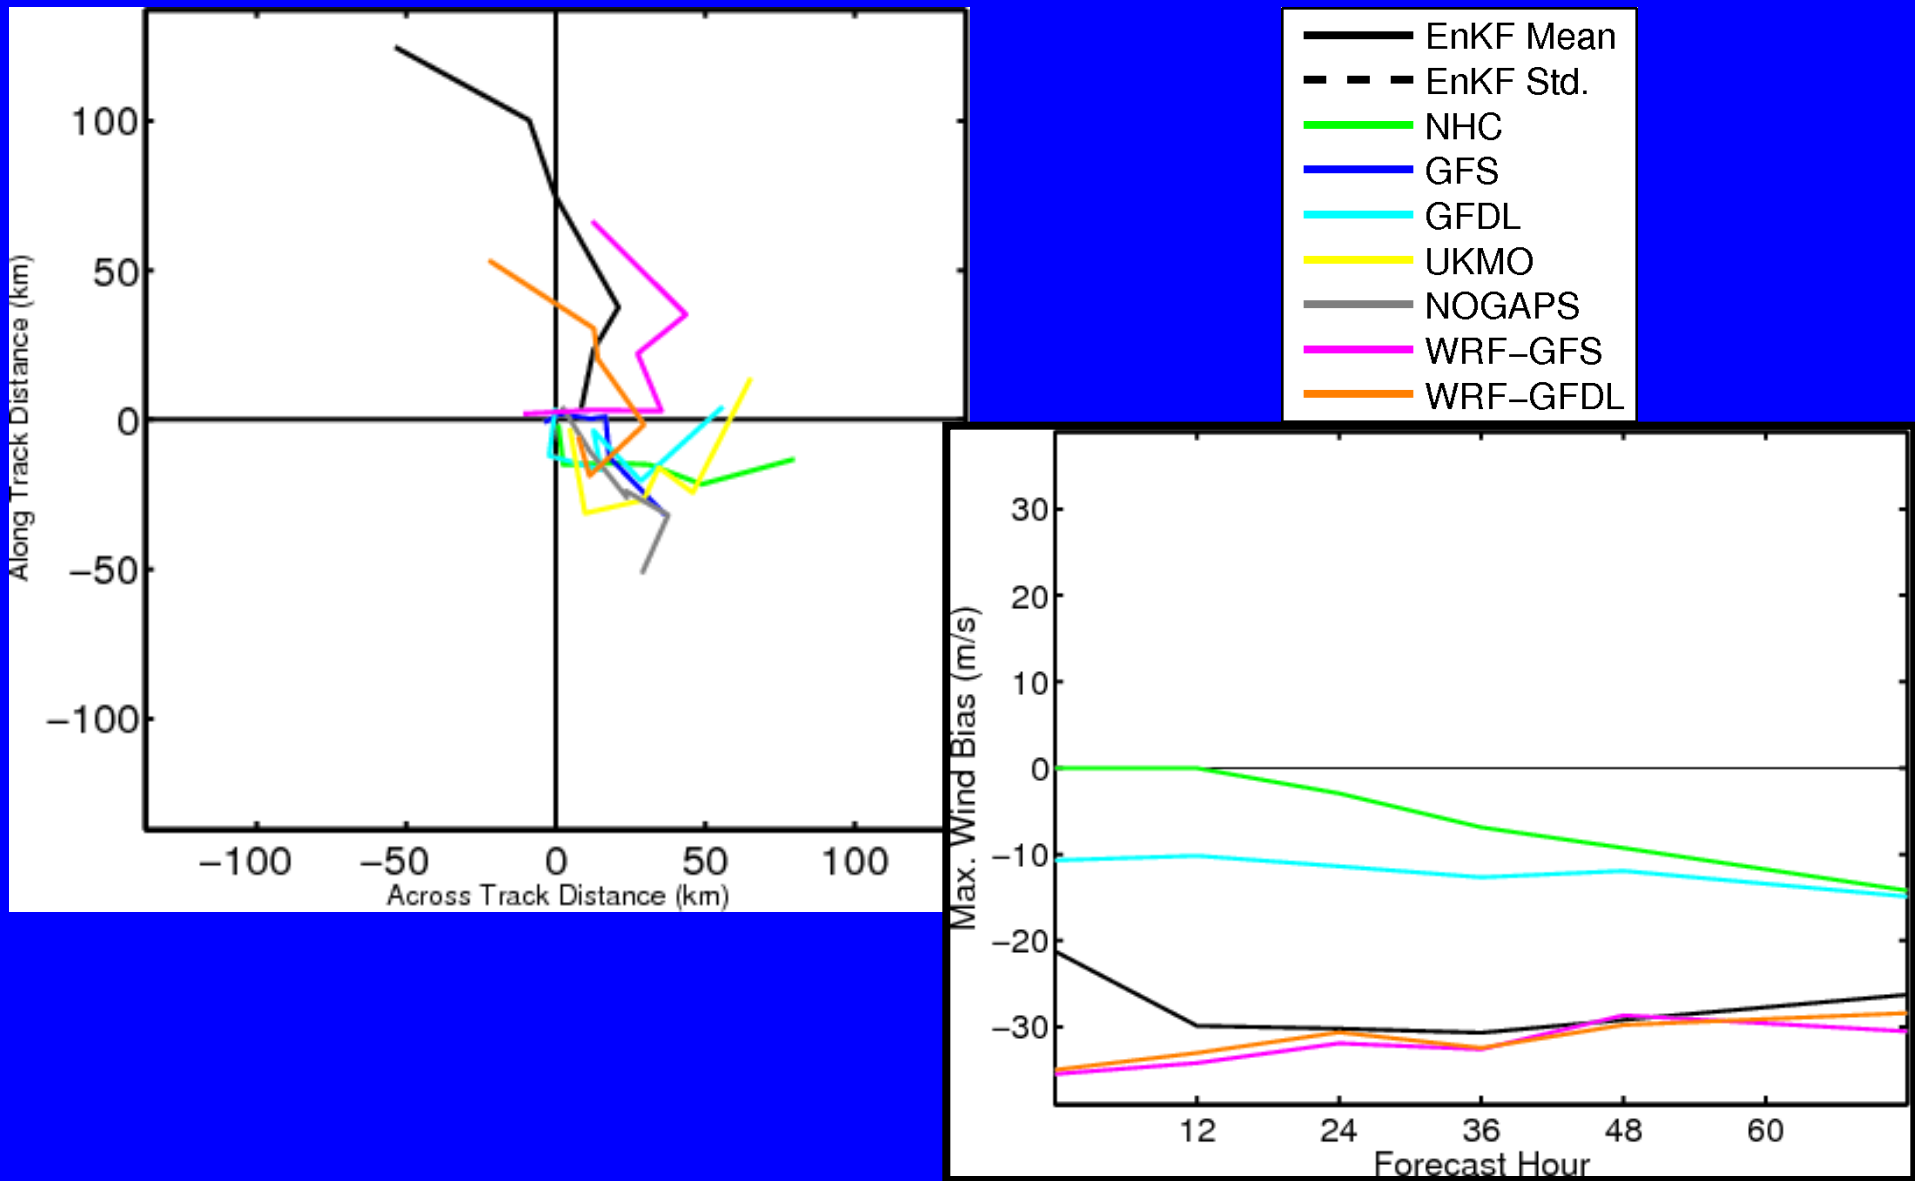 100
50
0
−50
−100
Along Track Distance (km)
−100
−50
0
50
100
Across Track Distance (km)
EnKF Mean
EnKF Std.
NHC
GFS
GFDL
UKMO
NOGAPS
WRF−GFS
WRF−GFDL
30
20
10
0
−10
−20
−30
Max. Wind Bias (m/s)
12
24
36
48
60
Forecast Hour